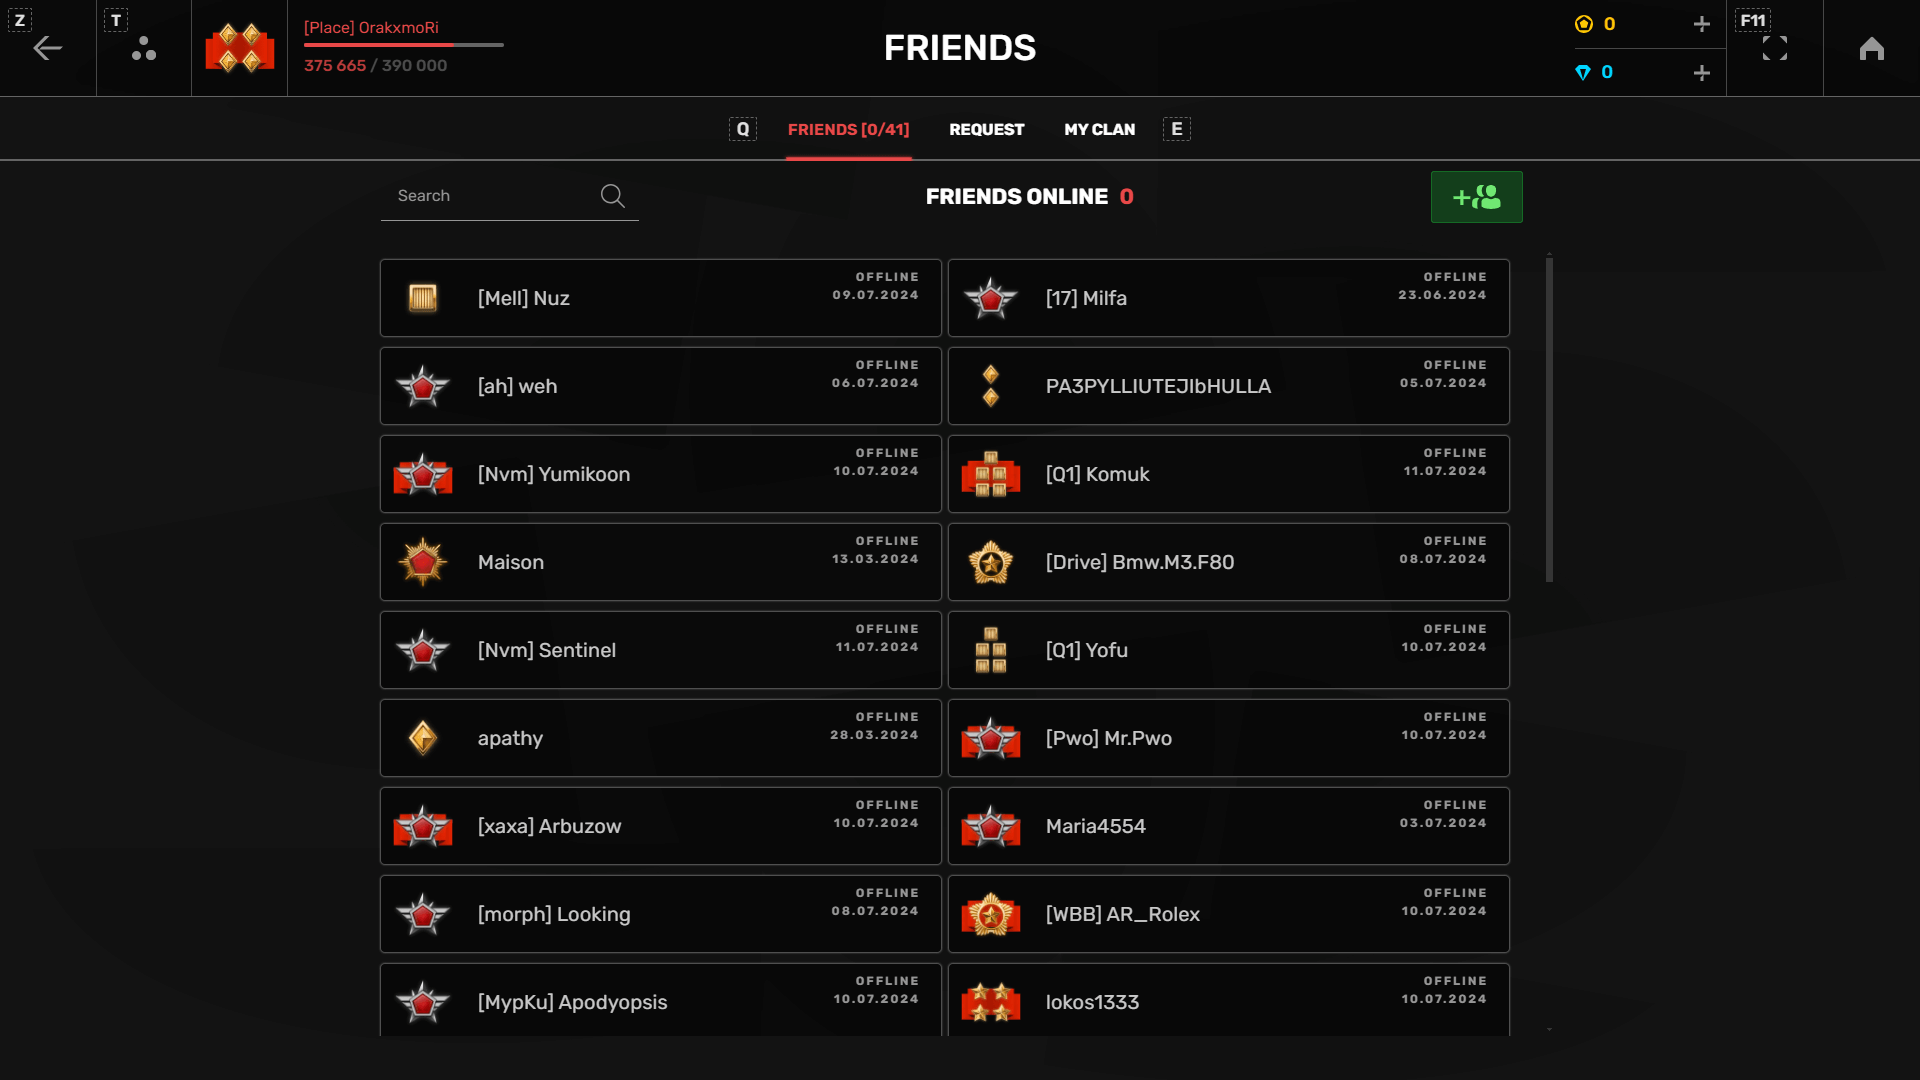 Z
T
[Place] OrakxmoRi
375 665 / 390 000
FRIENDS
0
0
F11
Q
FRIENDS [0/41]
REQUEST
MY CLAN
E
Search
FRIENDS ONLINE 0
[Mell] Nuz
OFFLINE
09.07.2024
[17] Milfa
OFFLINE
23.06.2024
[ah] weh
OFFLINE
06.07.2024
PA3PYLLIUTEJIbHULLA
OFFLINE
05.07.2024
[Nvm] Yumikoon
OFFLINE
10.07.2024
[Q1] Komuk
OFFLINE
11.07.2024
Maison
OFFLINE
13.03.2024
[Drive] Bmw.M3.F80
OFFLINE
08.07.2024
[Nvm] Sentinel
OFFLINE
11.07.2024
[Q1] Yofu
OFFLINE
10.07.2024
apathy
OFFLINE
28.03.2024
[Pwo] Mr.Pwo
OFFLINE
10.07.2024
[xaxa] Arbuzow
OFFLINE
10.07.2024
Maria4554
OFFLINE
03.07.2024
[morph] Looking
OFFLINE
08.07.2024
[WBB] AR_Rolex
OFFLINE
10.07.2024
[MypKu] Apodyopsis
OFFLINE
10.07.2024
lokos1333
OFFLINE
10.07.2024